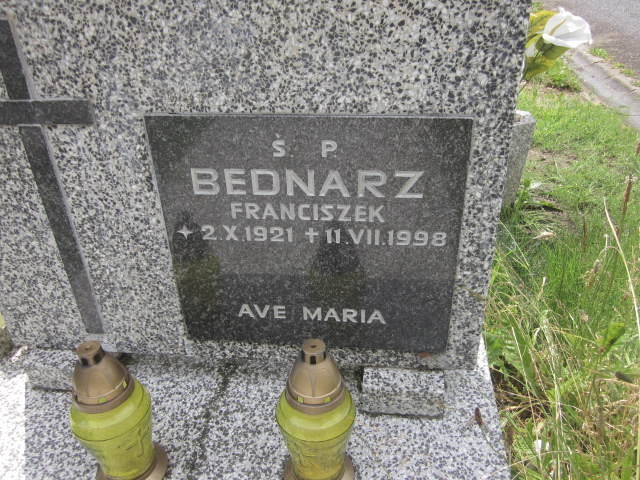 Ś. P.
BEDNARZ
FRANCISZEK
* 2.X.1921 + 11.VII.1998
AVE MARIA